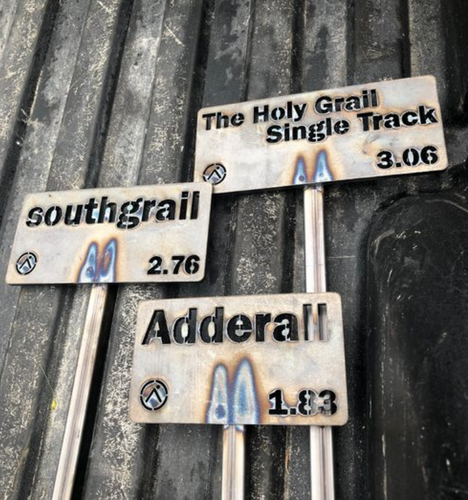 The Holy Grail
Single Track
3.06
southgrail
2.76
Adderall
1.83